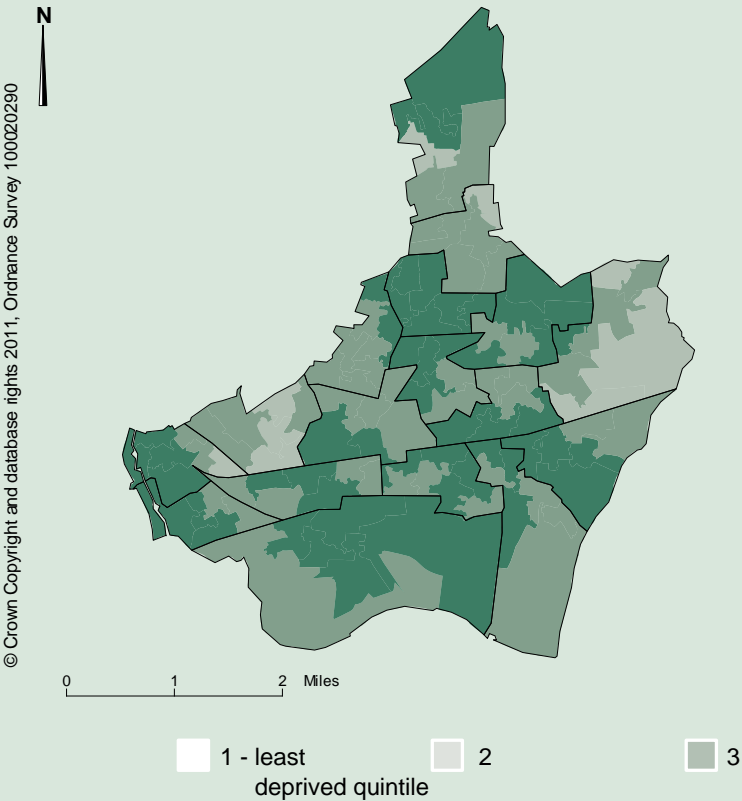 N
© Crown Copyright and database rights 2011, Ordnance Survey 100020290
0 1 2 Miles
1 - least 2 3
deprived quintile